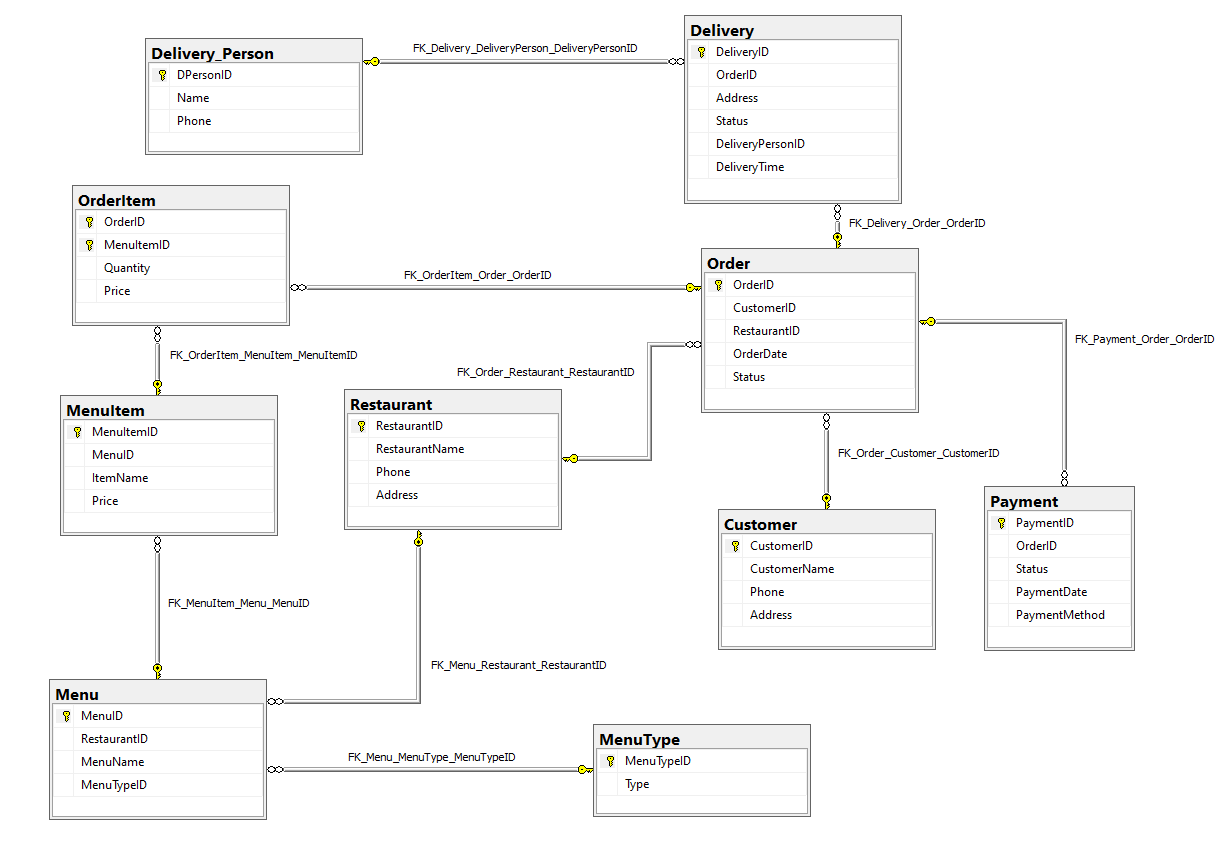 Delivery_Person
DPersonID
Name
Phone
FK_Delivery_DeliveryPerson_DeliveryPersonID
Delivery
DeliveryID
OrderID
Address
Status
DeliveryPersonID
DeliveryTime
FK_Delivery_Order_OrderID
OrderItem
OrderID
MenuItemID
Quantity
Price
FK_OrderItem_Order_OrderID
Order
OrderID
CustomerID
RestaurantID
OrderDate
Status
FK_Payment_Order_OrderID
FK_OrderItem_MenuItem_MenuItemID
FK_Order_Restaurant_RestaurantID
MenuItem
MenuItemID
MenuID
ItemName
Price
Restaurant
RestaurantID
RestaurantName
Phone
Address
FK_Order_Customer_CustomerID
Customer
CustomerID
CustomerName
Phone
Address
Payment
PaymentID
OrderID
Status
PaymentDate
PaymentMethod
FK_MenuItem_Menu_MenuID
FK_Menu_Restaurant_RestaurantID
Menu
MenuID
RestaurantID
MenuName
MenuTypeID
FK_Menu_MenuType_MenuTypeID
MenuType
MenuTypeID
Type